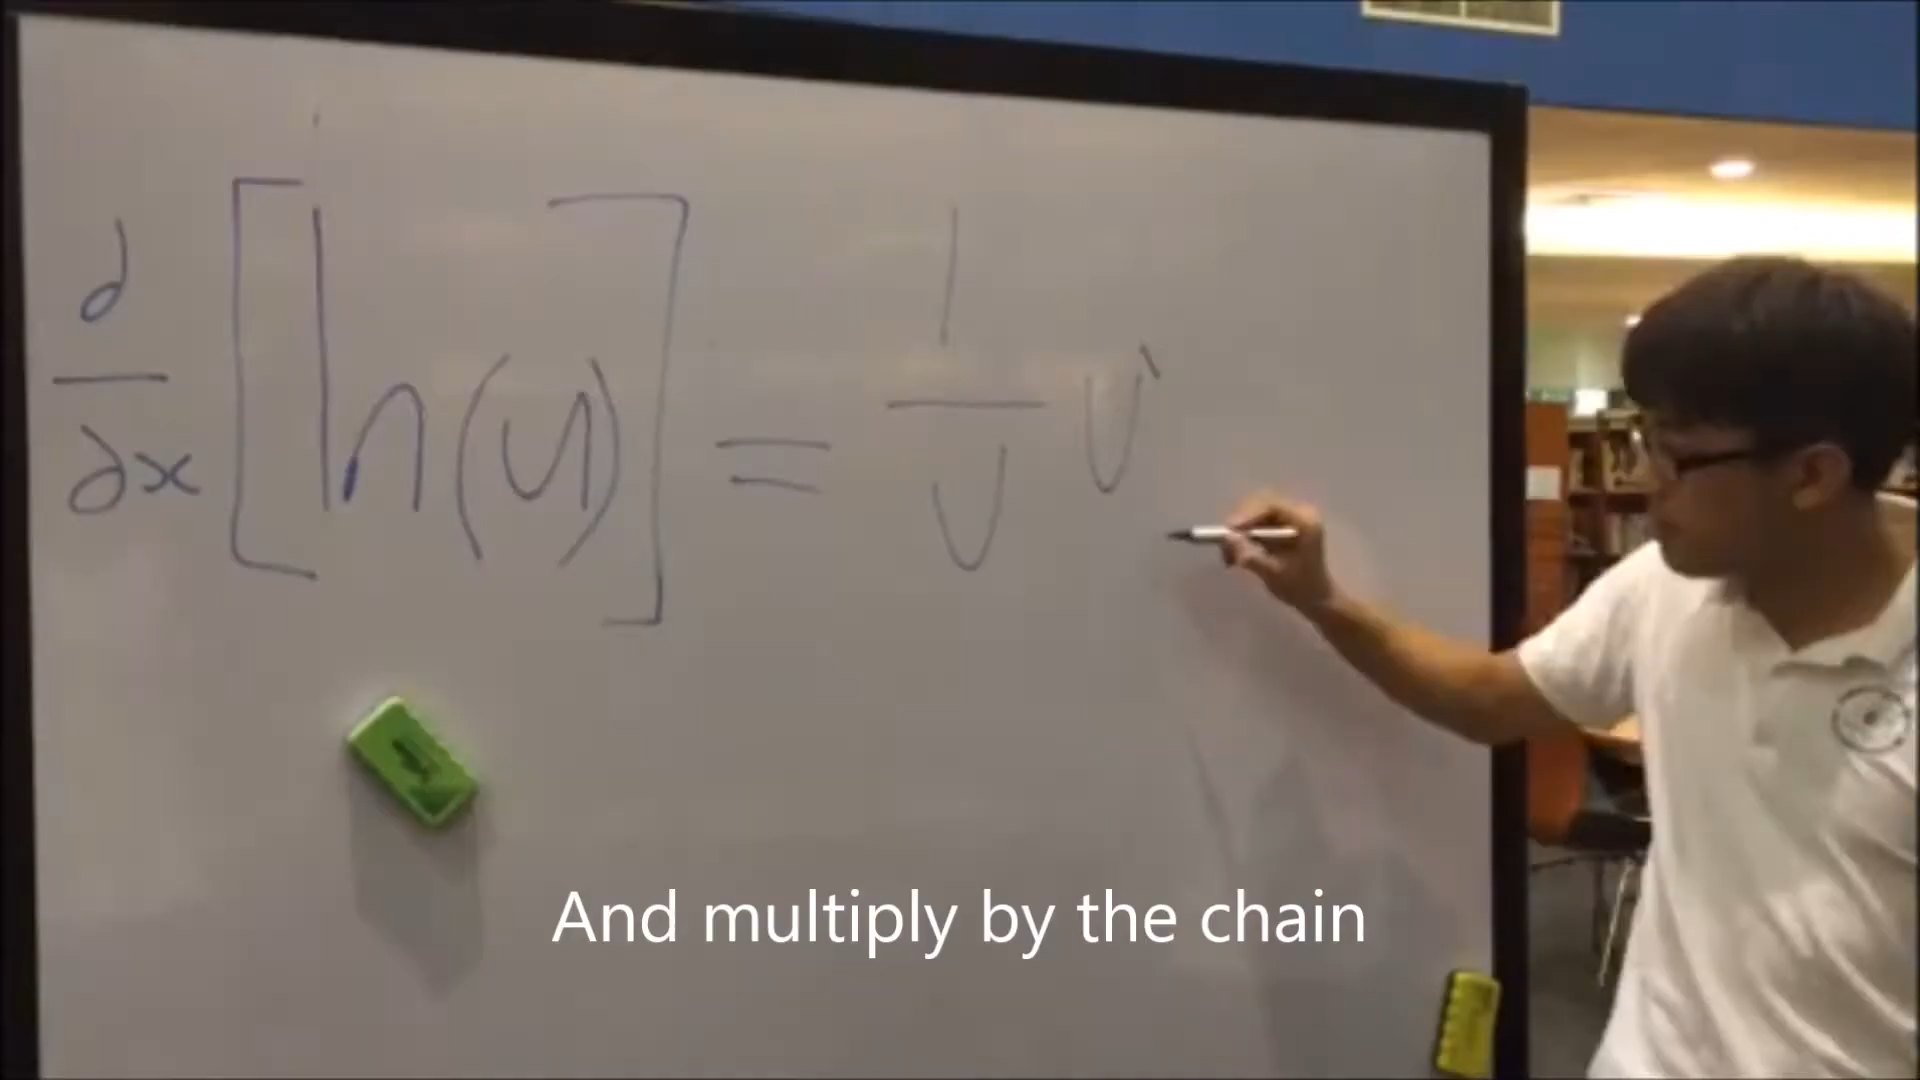 d/dx [ln(u)] = 1/u u'
And multiply by the chain